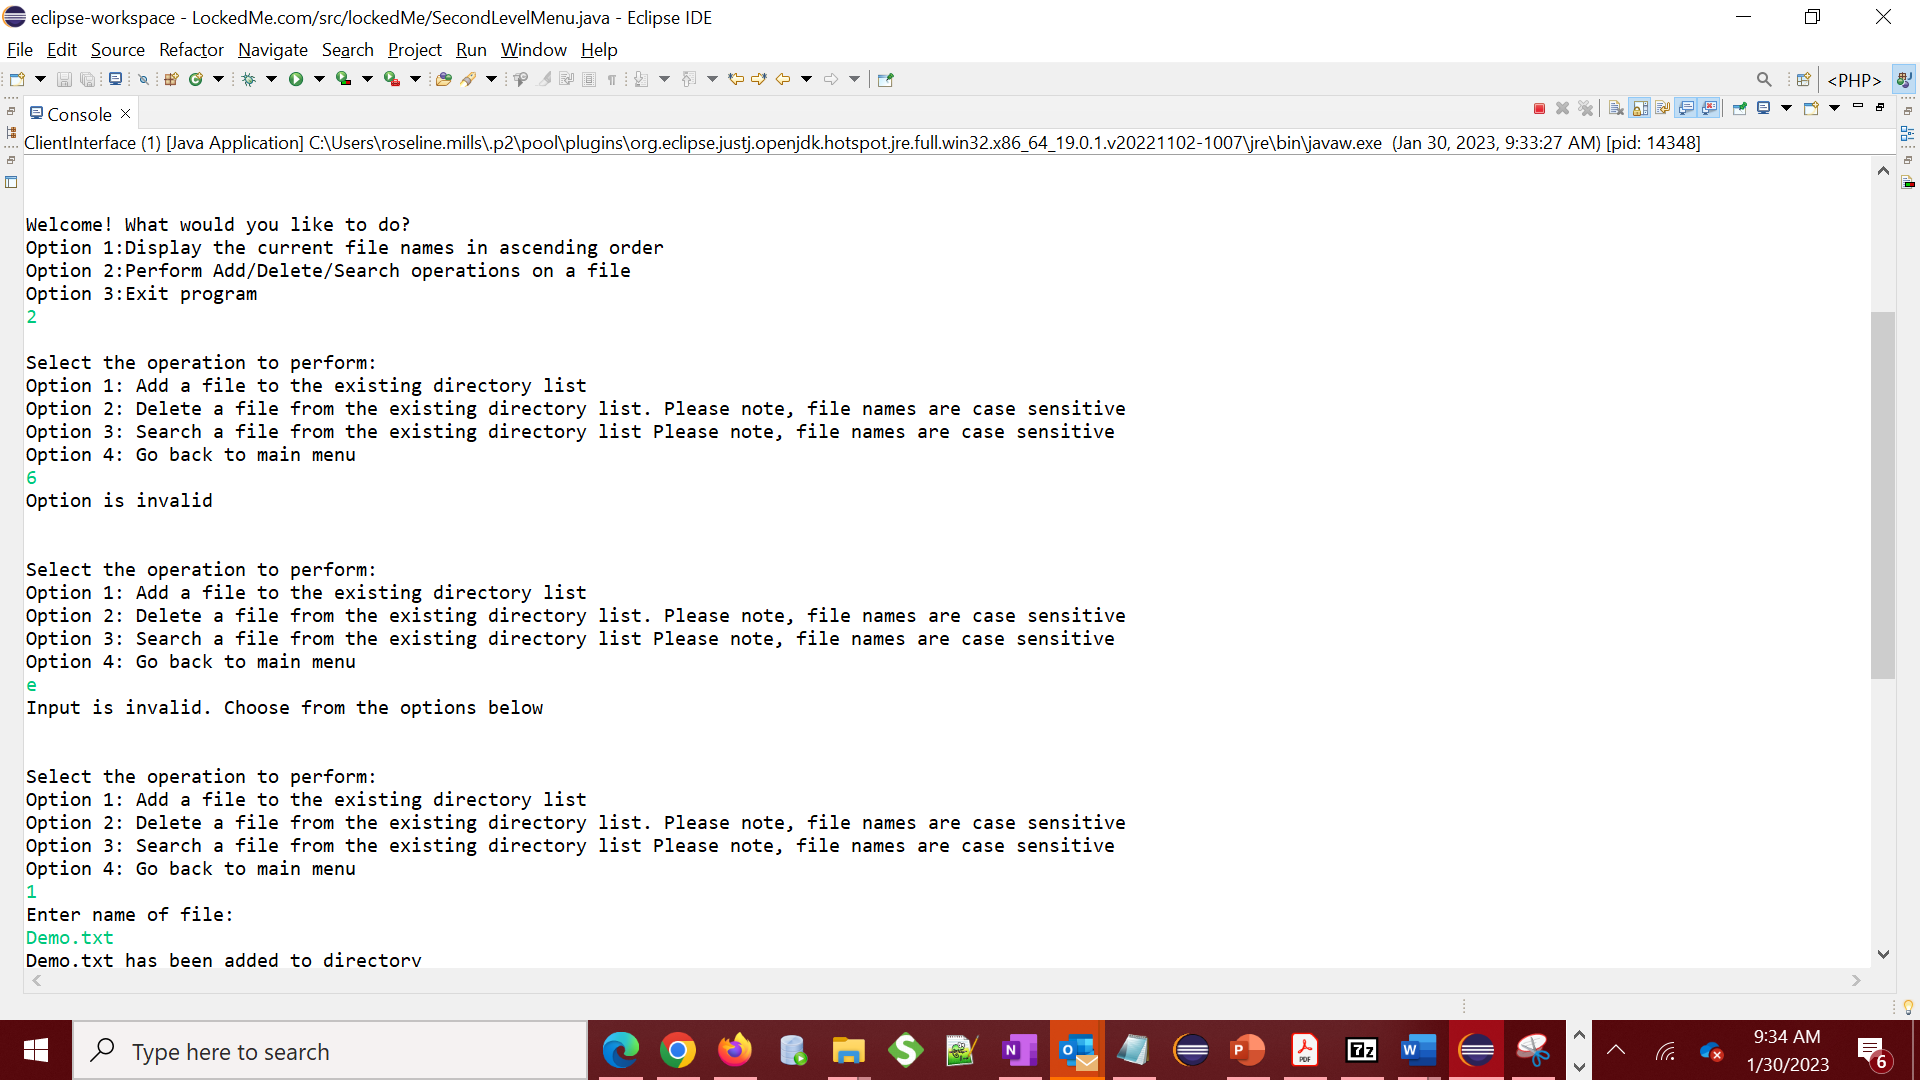 eclipse-workspace - LockedMe.com/src/lockedMe/SecondLevelMenu.java - Eclipse IDE
File Edit Source Refactor Navigate Search Project Run Window Help
<PHP>
Console
ClientInterface (1) [Java Application] C:\Users\roseline.mills\.p2\pool\plugins\org.eclipse.justj.openjdk.hotspot.jre.full.win32.x86_64_19.0.1.v20221102-1007\jre\bin\javaw.exe (Jan 30, 2023, 9:33:27 AM) [pid: 14348]
Welcome! What would you like to do?
Option 1:Display the current file names in ascending order
Option 2:Perform Add/Delete/Search operations on a file
Option 3:Exit program
2
Select the operation to perform:
Option 1: Add a file to the existing directory list
Option 2: Delete a file from the existing directory list. Please note, file names are case sensitive
Option 3: Search a file from the existing directory list Please note, file names are case sensitive
Option 4: Go back to main menu
6
Option is invalid
Select the operation to perform:
Option 1: Add a file to the existing directory list
Option 2: Delete a file from the existing directory list. Please note, file names are case sensitive
Option 3: Search a file from the existing directory list Please note, file names are case sensitive
Option 4: Go back to main menu
e
Input is invalid. Choose from the options below
Select the operation to perform:
Option 1: Add a file to the existing directory list
Option 2: Delete a file from the existing directory list. Please note, file names are case sensitive
Option 3: Search a file from the existing directory list Please note, file names are case sensitive
Option 4: Go back to main menu
1
Enter name of file:
Demo.txt
Demo.txt has been added to directory
Type here to search
9:34 AM
1/30/2023
6